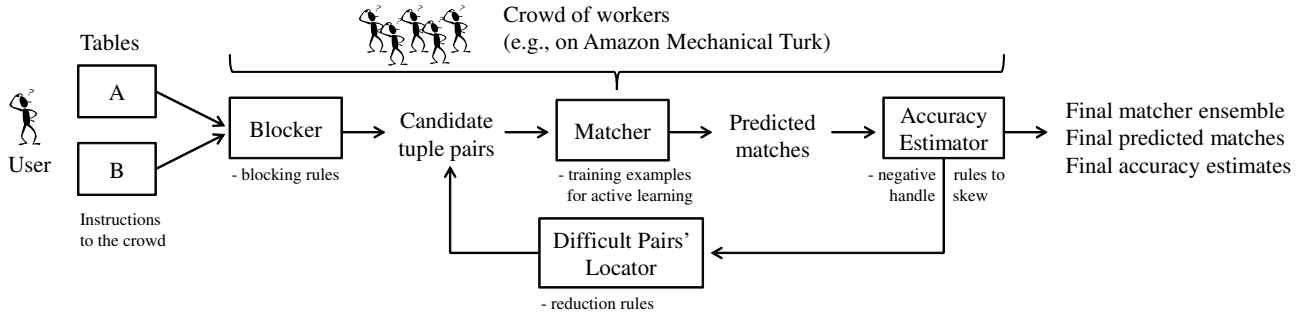 Crowd of workers
(e.g., on Amazon Mechanical Turk)
Tables
A
B
User
Instructions
to the crowd
Blocker
- blocking rules
Candidate
tuple pairs
Matcher
- training examples
for active learning
Predicted
matches
Accuracy
Estimator
- negative rules to
handle skew
Final matcher ensemble
Final predicted matches
Final accuracy estimates
Difficult Pairs'
Locator
- reduction rules